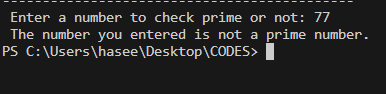 --------------------------------------------
Enter a number to check prime or not: 77
The number you entered is not a prime number.
PS C:\Users\hasee\Desktop\CODES>